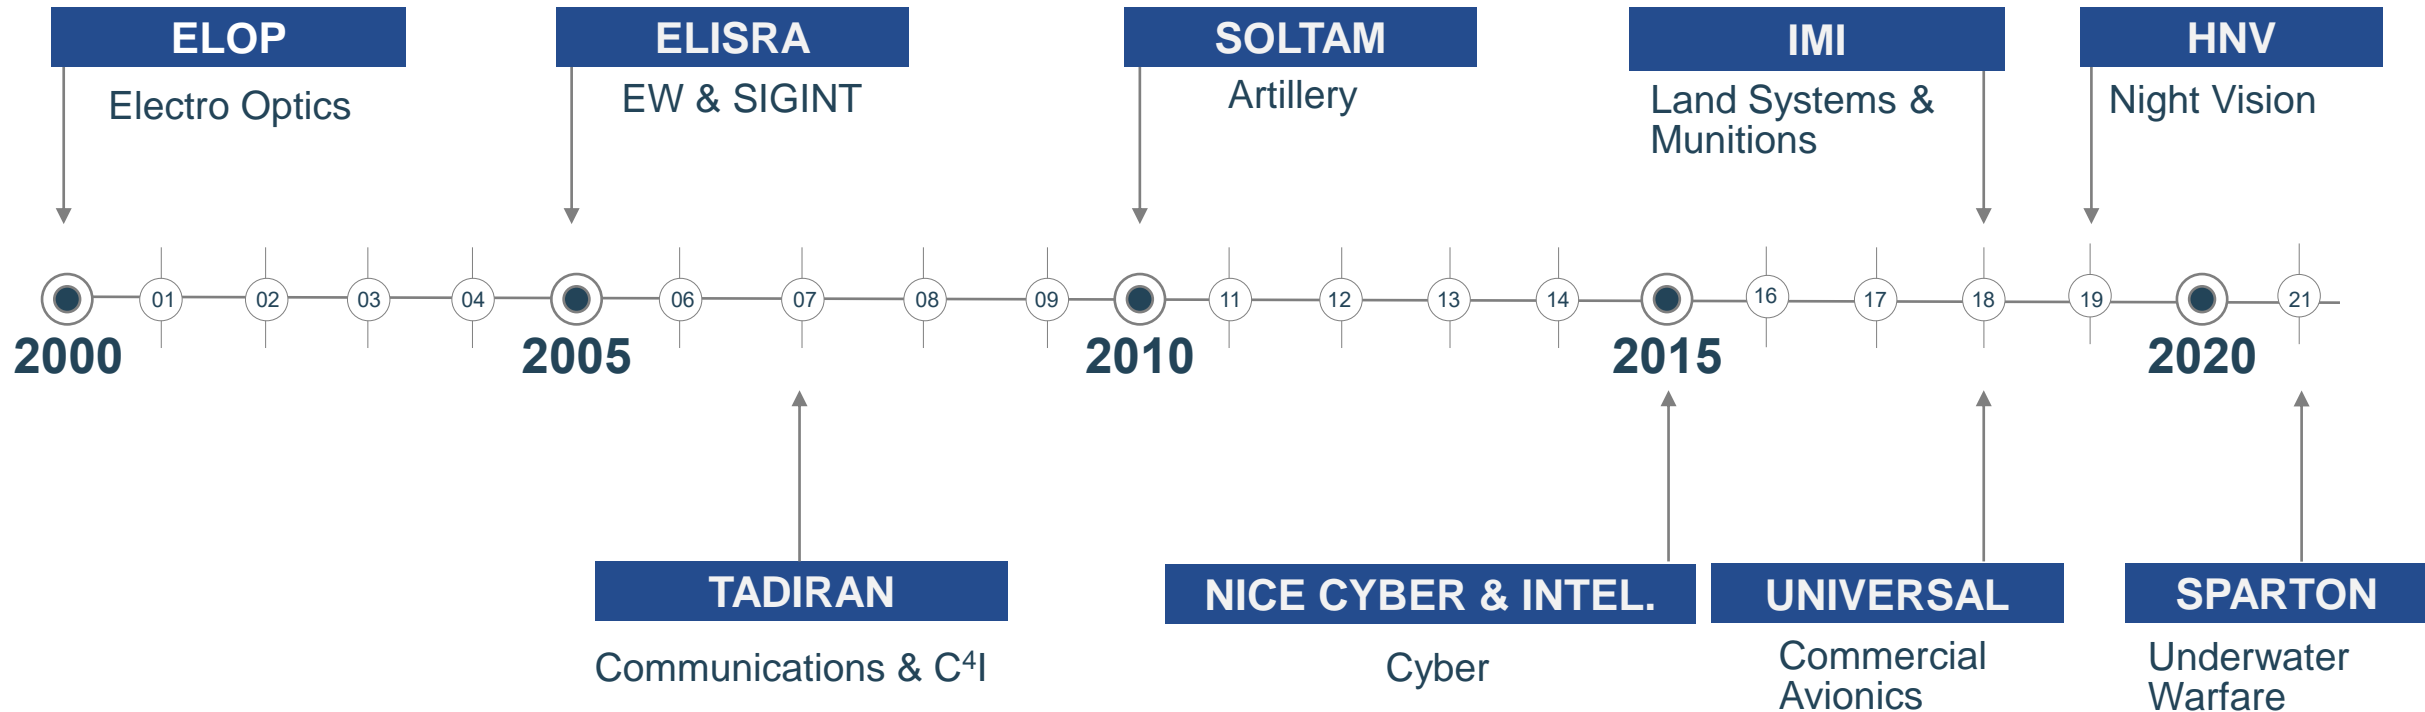 ELOP
Electro Optics
ELISRA
EW & SIGINT
SOLTAM
Artillery
IMI
Land Systems &
Munitions
HNV
Night Vision
01
02
03
04
06
07
08
09
11
12
13
14
16
17
18
19
21
2000
2005
2010
2015
2020
TADIRAN
Communications & C⁴I
NICE CYBER & INTEL.
Cyber
UNIVERSAL
Commercial
Avionics
SPARTON
Underwater
Warfare